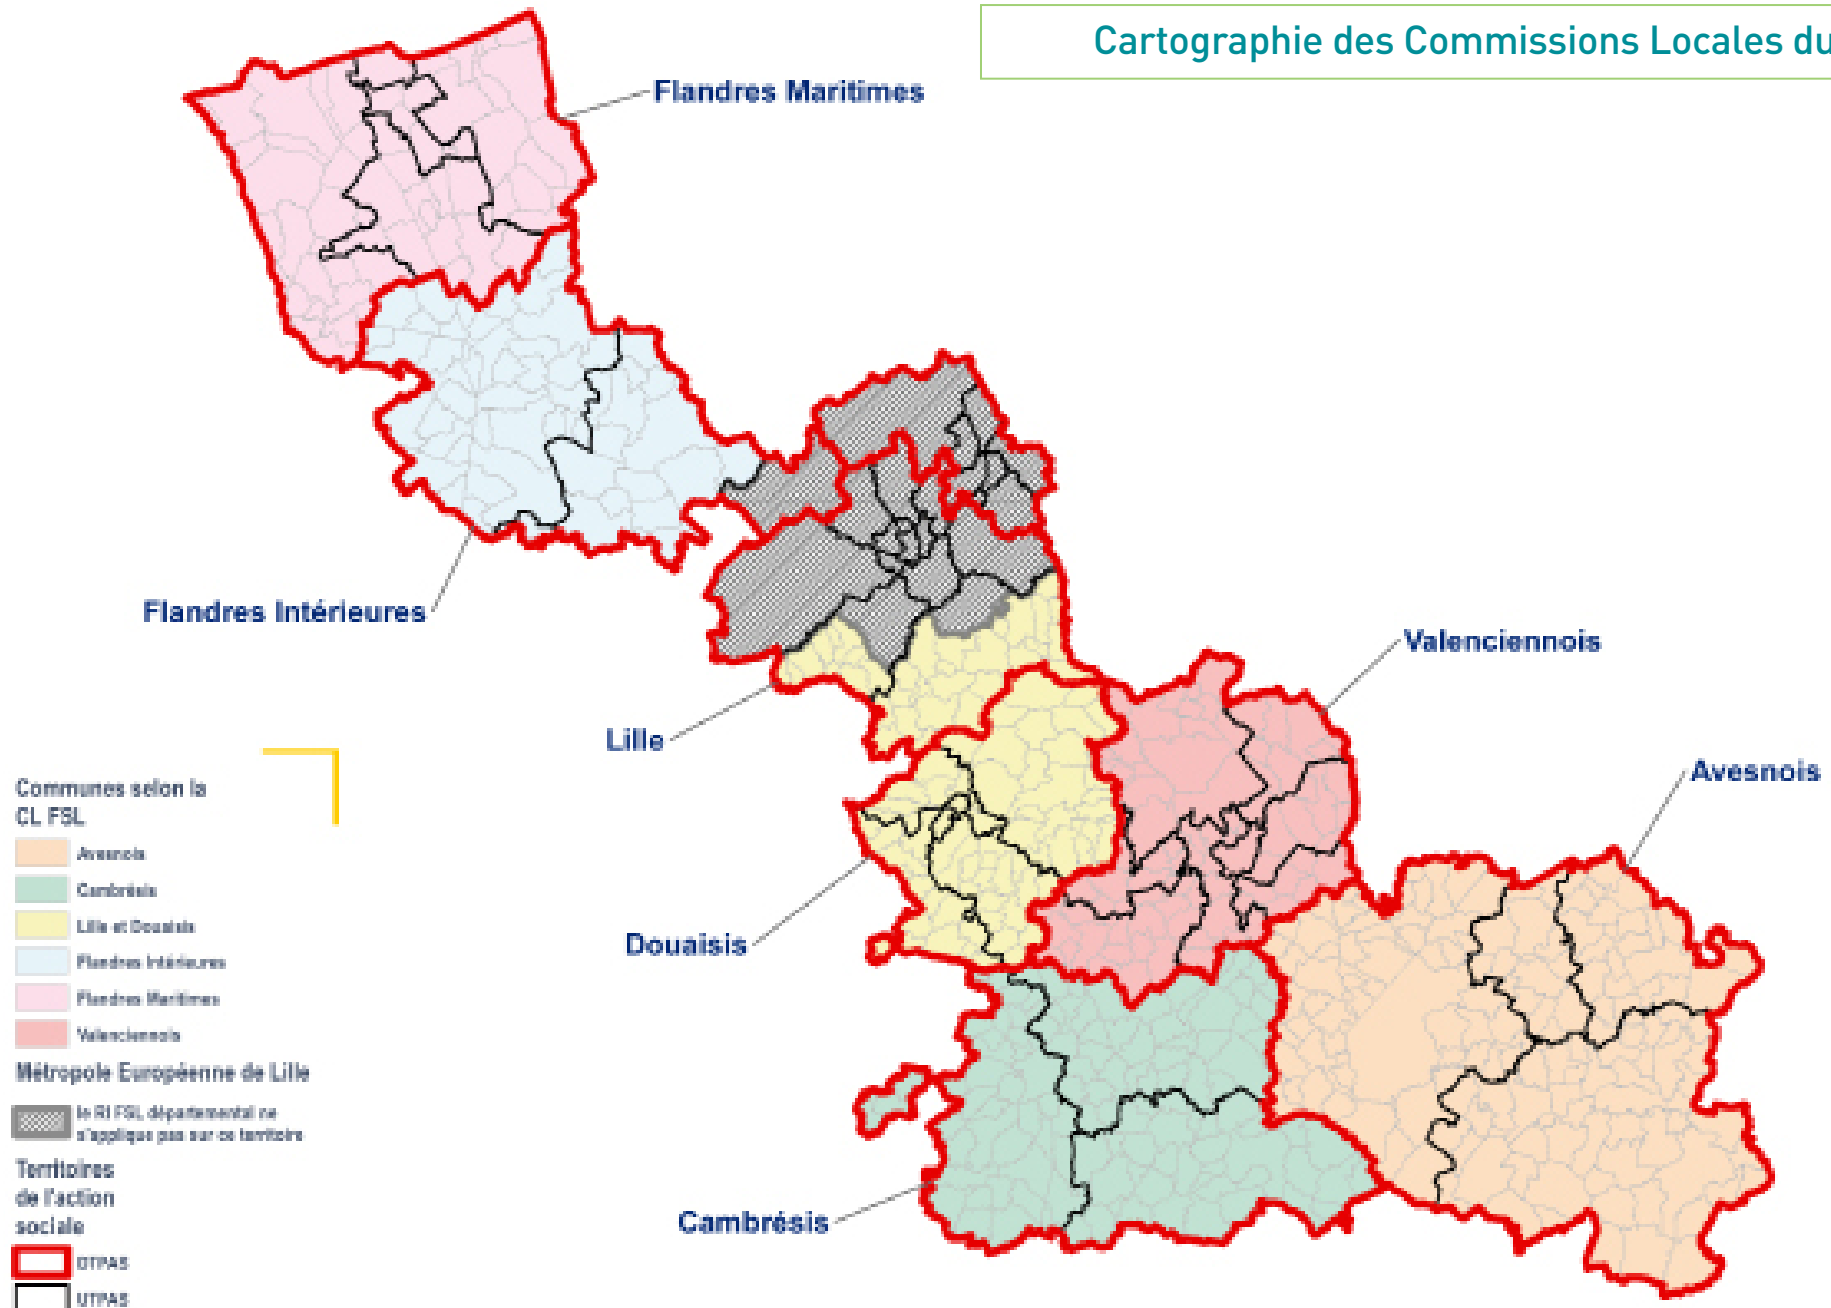 Cartographie des Commissions Locales du
Flandres Maritimes
Flandres Intérieures
Valenciennois
Lille
Avesnois
Douaisis
Cambrésis
Communes selon la
CL FSL
Avesnois
Cambrésis
Lille et Douaisis
Flandres Intérieures
Flandres Maritimes
Valenciennois
Métropole Européenne de Lille
le RI FSL départemental ne
s'applique pas sur ce territoire
Territoires
de l'action
sociale
DTPAS
UTPAS